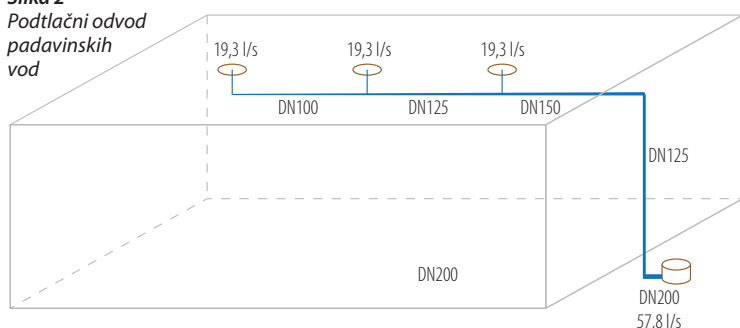 Slika 2
Podtlačni odvod
padavinskih
vod
19,3 l/s
19,3 l/s
19,3 l/s
DN100
DN125
DN150
DN125
DN200
DN200
57,8 l/s